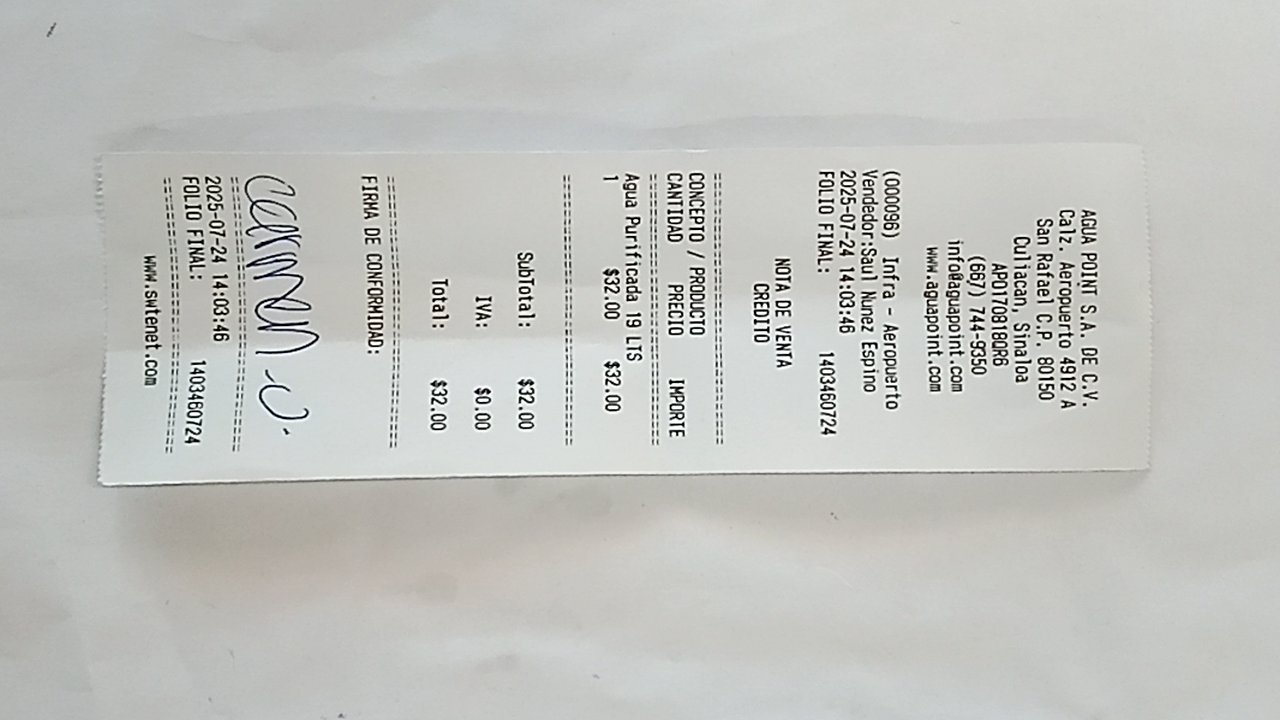 AGUA POINT S.A. DE C.V.
Calz. Aeropuerto 4912 A
San Rafael C.P. 80150
Culiacan, Sinaloa
APO170818QR6
(667) 744-9350
info@aguapoint.com
www.aguapoint.com
(000096) Infra - Aeropuerto
Vendedor:Saul Nunez Espino
2025-07-24 14:03:46
FOLIO FINAL: 1403460724
NOTA DE VENTA
CREDITO
===========================
CONCEPTO / PRODUCTO
CANTIDAD PRECIO IMPORTE
===========================
Agua Purificada 19 LTS
1 $32.00 $32.00
===========================
SubTotal: $32.00
IVA: $0.00
Total: $32.00
===========================
FIRMA DE CONFORMIDAD:
Carmen U.
===========================
2025-07-24 14:03:46
FOLIO FINAL: 1403460724
===========================
www.swtenet.com